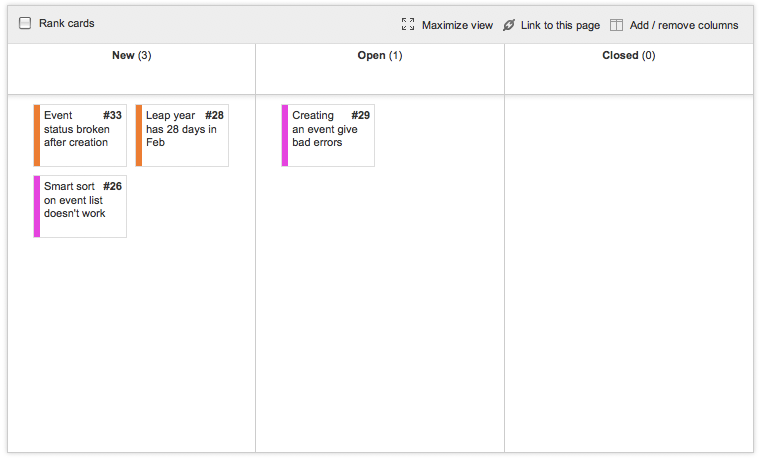 Rank cards
Maximize view
Link to this page
Add / remove columns
New (3)
Open (1)
Closed (0)
Event #33
status broken
after creation
Leap year #28
has 28 days in
Feb
Smart sort #26
on event list
doesn't work
Creating #29
an event give
bad errors